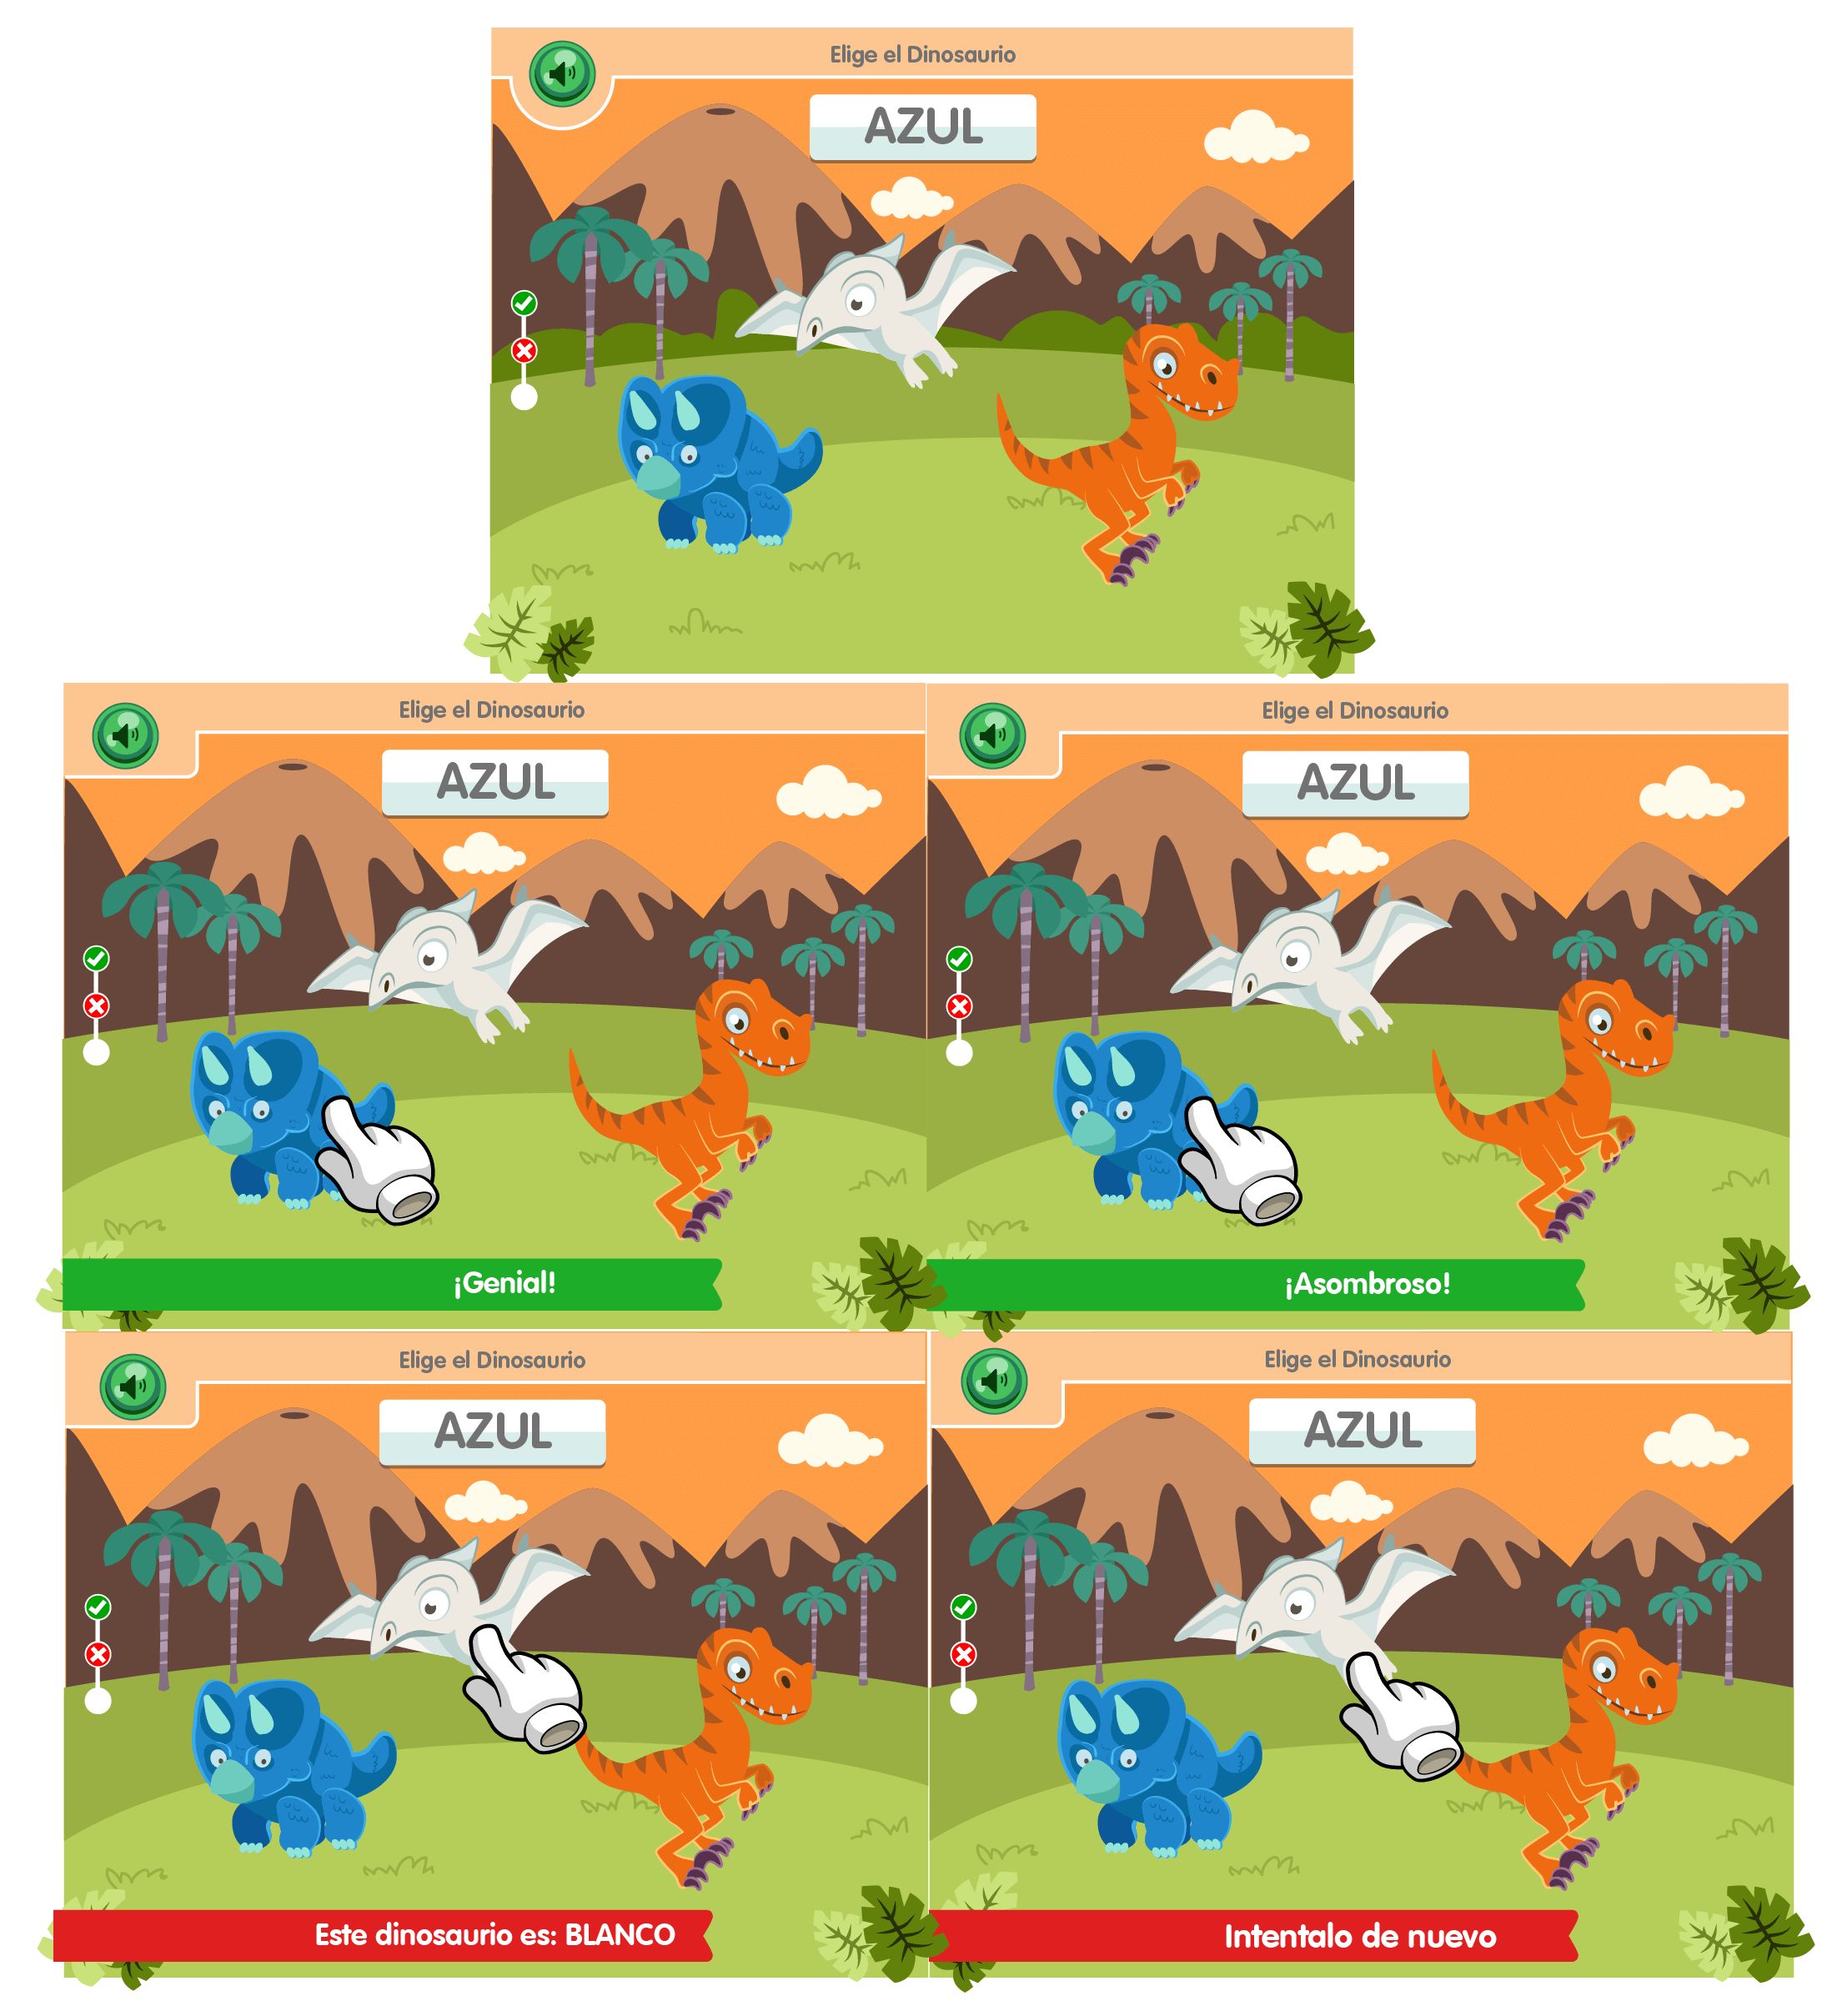 Elige el Dinosaurio
AZUL
Elige el Dinosaurio
AZUL
¡Genial!
Elige el Dinosaurio
AZUL
¡Asombroso!
Elige el Dinosaurio
AZUL
Este dinosaurio es: BLANCO
Elige el Dinosaurio
AZUL
Intentalo de nuevo